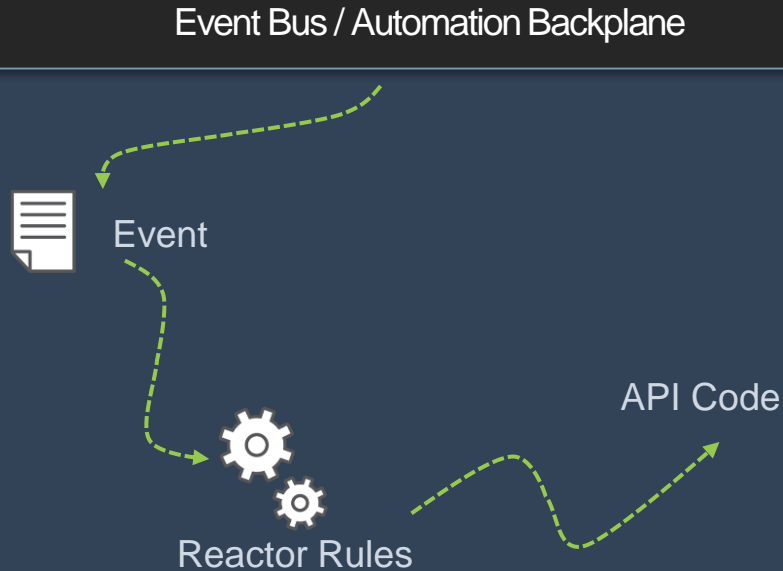 Event Bus / Automation Backplane
Event
API Code
Reactor Rules